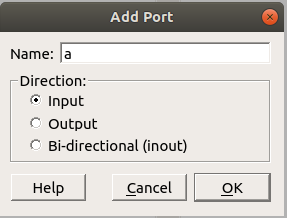 Add Port
Name: a
Direction:
Input
Output
Bi-directional (inout)
Help Cancel OK